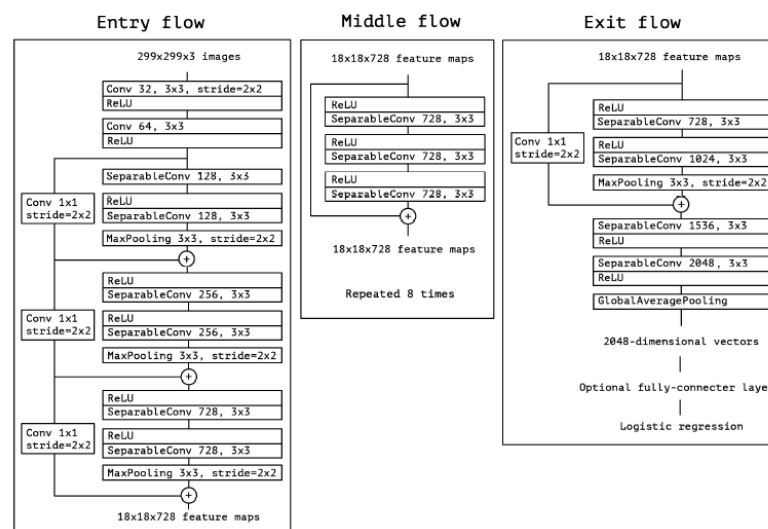 Entry flow
299x299x3 images
Conv 32, 3x3, stride=2x2
ReLU
Conv 64, 3x3
ReLU
SeparableConv 128, 3x3
Conv 1x1
stride=2x2
ReLU
SeparableConv 128, 3x3
MaxPooling 3x3, stride=2x2
+
ReLU
SeparableConv 256, 3x3
Conv 1x1
stride=2x2
ReLU
SeparableConv 256, 3x3
MaxPooling 3x3, stride=2x2
+
ReLU
SeparableConv 728, 3x3
Conv 1x1
stride=2x2
ReLU
SeparableConv 728, 3x3
MaxPooling 3x3, stride=2x2
+
18x18x728 feature maps
Middle flow
18x18x728 feature maps
ReLU
SeparableConv 728, 3x3
ReLU
SeparableConv 728, 3x3
ReLU
SeparableConv 728, 3x3
+
18x18x728 feature maps
Repeated 8 times
Exit flow
18x18x728 feature maps
ReLU
SeparableConv 728, 3x3
Conv 1x1
stride=2x2
ReLU
SeparableConv 1024, 3x3
MaxPooling 3x3, stride=2x2
+
SeparableConv 1536, 3x3
ReLU
SeparableConv 2048, 3x3
ReLU
GlobalAveragePooling
2048-dimensional vectors
Optional fully-connecter laye
Logistic regression